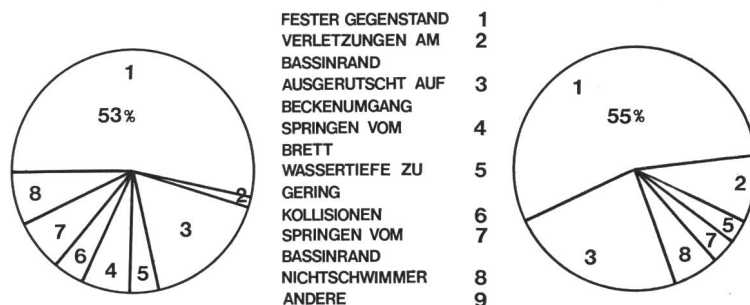 1
53%
2
3
5
4
6
7
8
FESTER GEGENSTAND 1
VERLETZUNGEN AM 2
BASSINRAND
AUSGERUTSCHT AUF 3
BECKENUMGANG
SPRINGEN VOM 4
BRETT
WASSERTIEFE ZU 5
GERING
KOLLISIONEN 6
SPRINGEN VOM 7
BASSINRAND
NICHTSCHWIMMER 8
ANDERE 9
1
55%
2
5
7
8
3